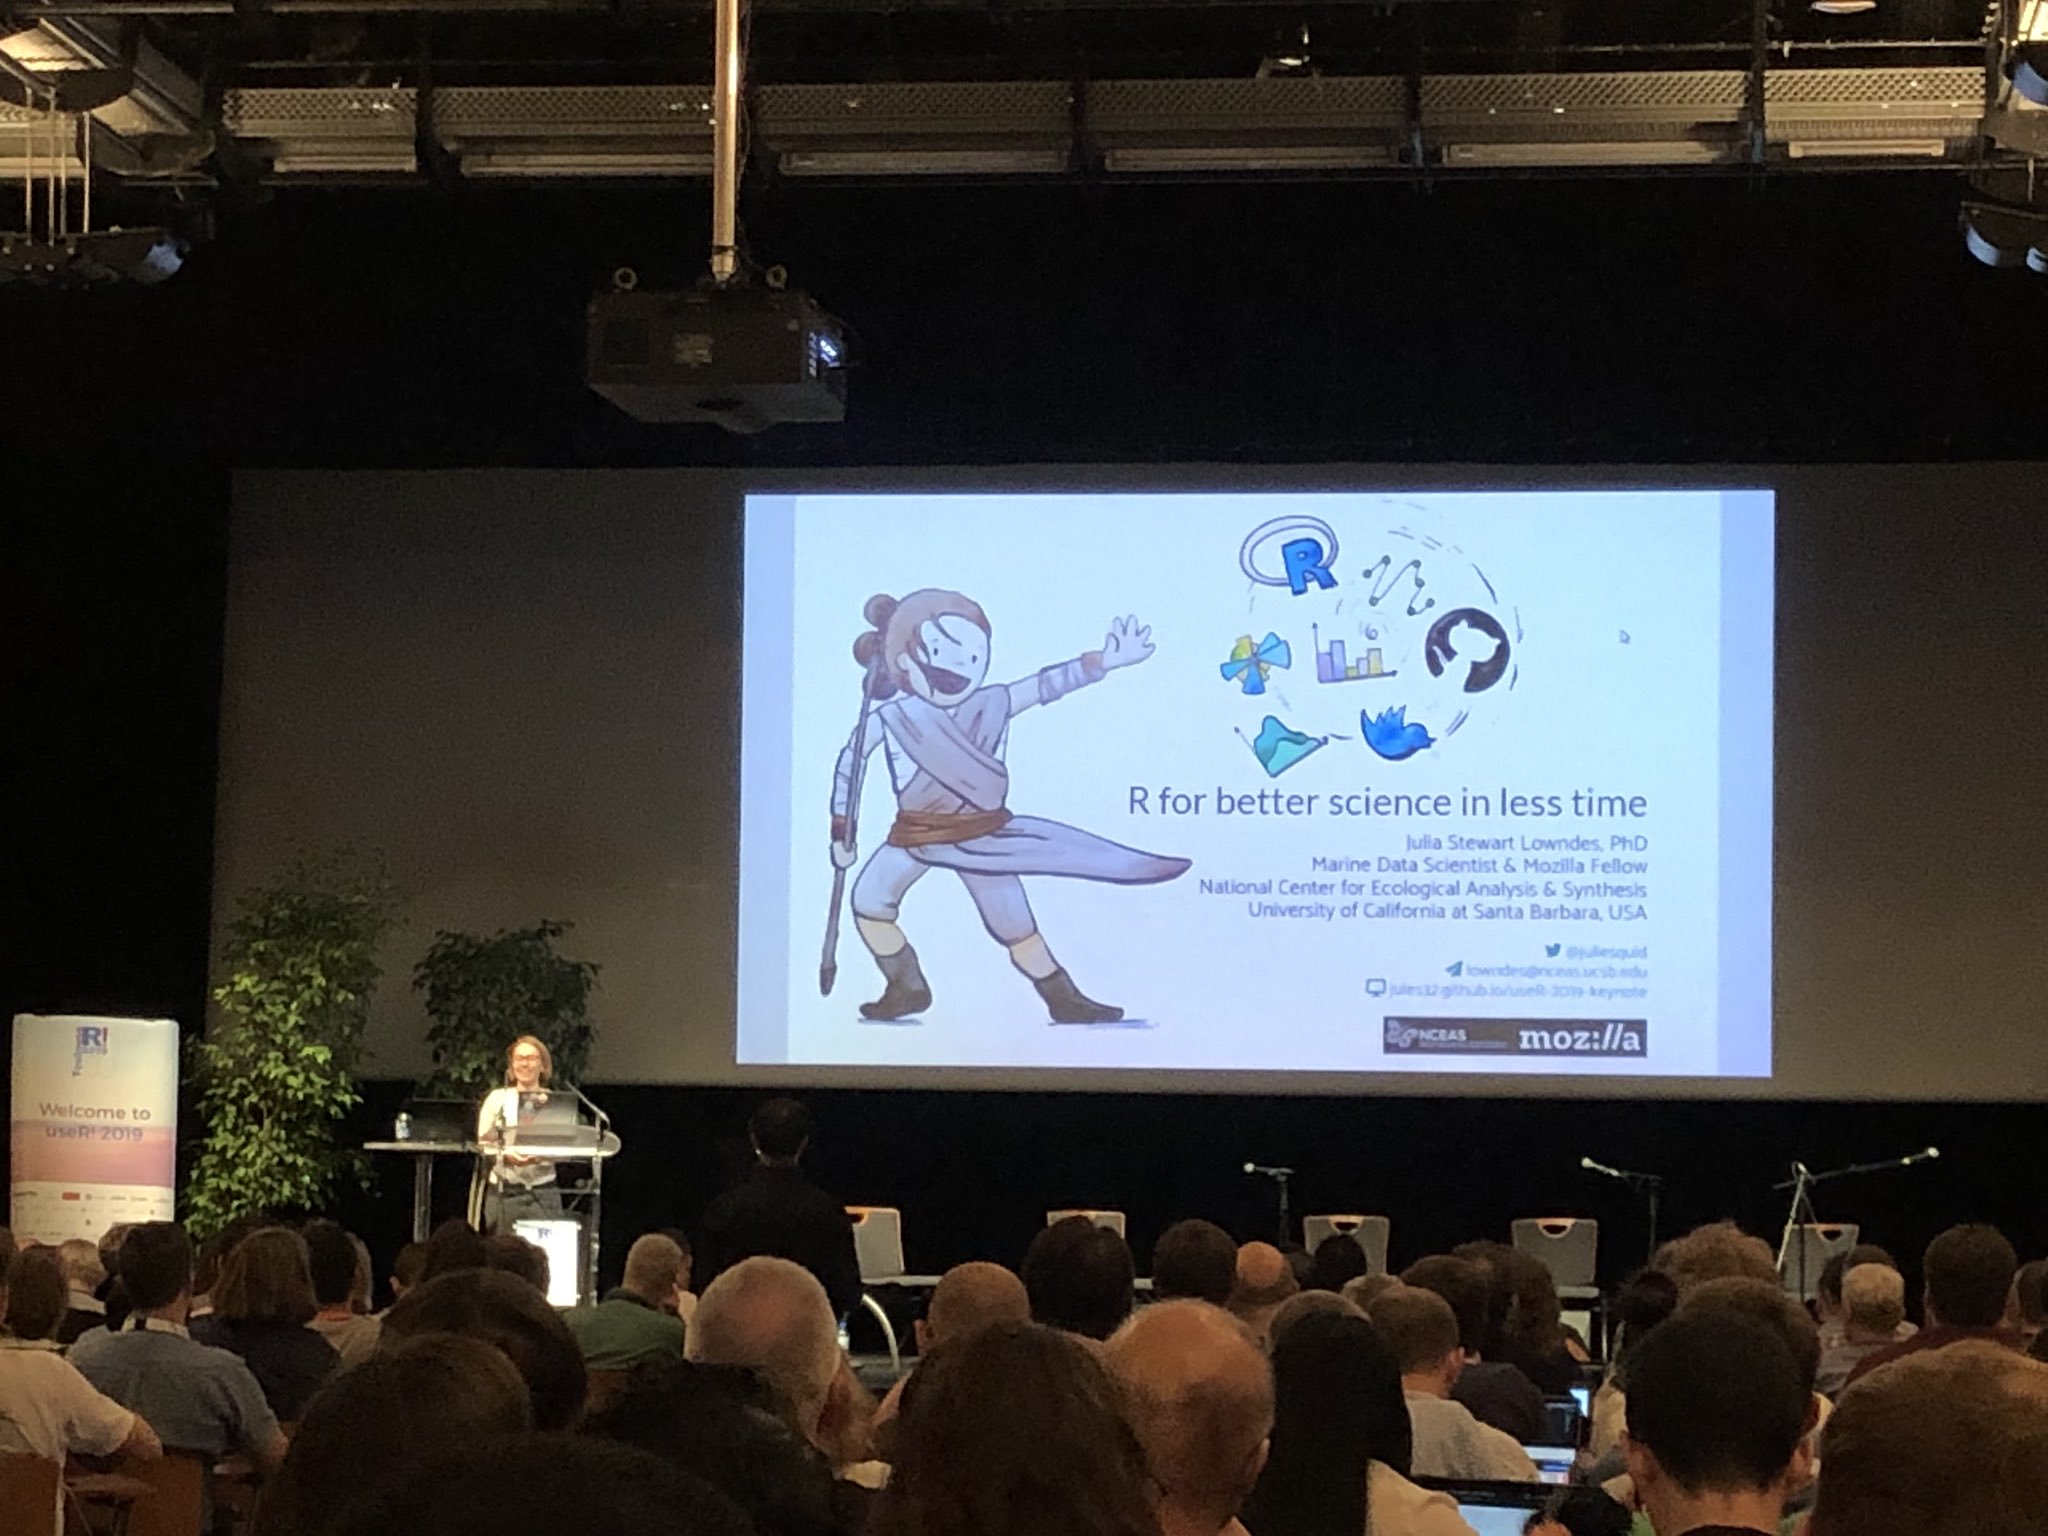 R
R for better science in less time
Julia Stewart Lowndes, PhD
Marine Data Scientist & Mozilla Fellow
National Center for Ecological Analysis & Synthesis
University of California at Santa Barbara, USA
@juliesquid
lowndes@nceas.ucsb.edu
jules32.github.io/useR-2019-keynote
NCEAS
moz://a
R!
2019
Welcome to
useR! 2019
R!